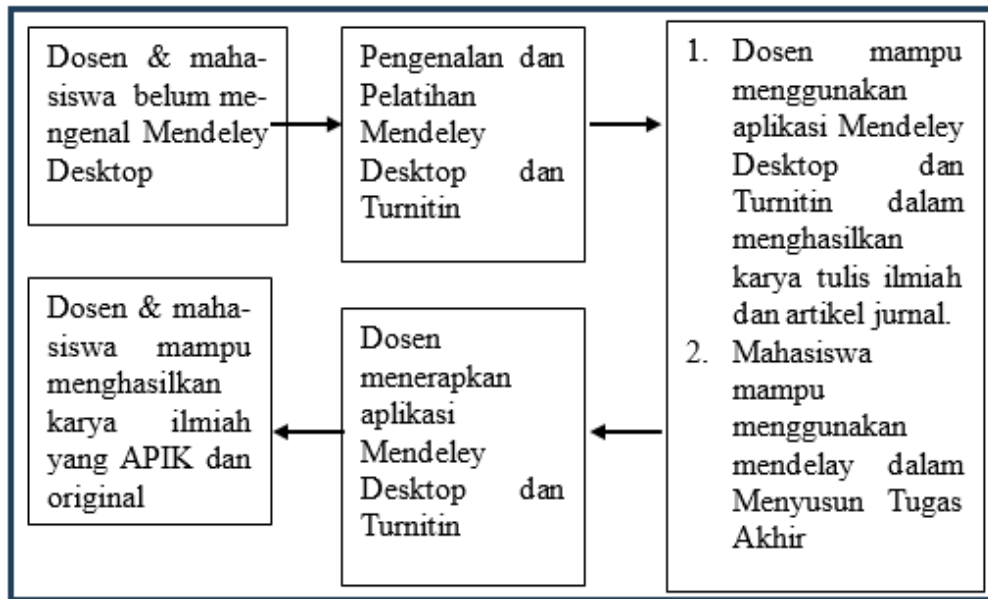 Dosen & maha-
siswa belum me-
ngenal Mendeley
Desktop
Pengenalan dan
Pelatihan
Mendeley
Desktop dan
Turnitin
1. Dosen mampu
menggunakan
aplikasi Mendeley
Desktop dan
Turnitin dalam
menghasilkan
karya tulis ilmiah
dan artikel jurnal.
2. Mahasiswa
mampu
menggunakan
mendelay dalam
Menyusun Tugas
Akhir
Dosen
menerapkan
aplikasi
Mendeley
Desktop dan
Turnitin
Dosen & maha-
siswa mampu
menghasilkan
karya ilmiah
yang APIK dan
original